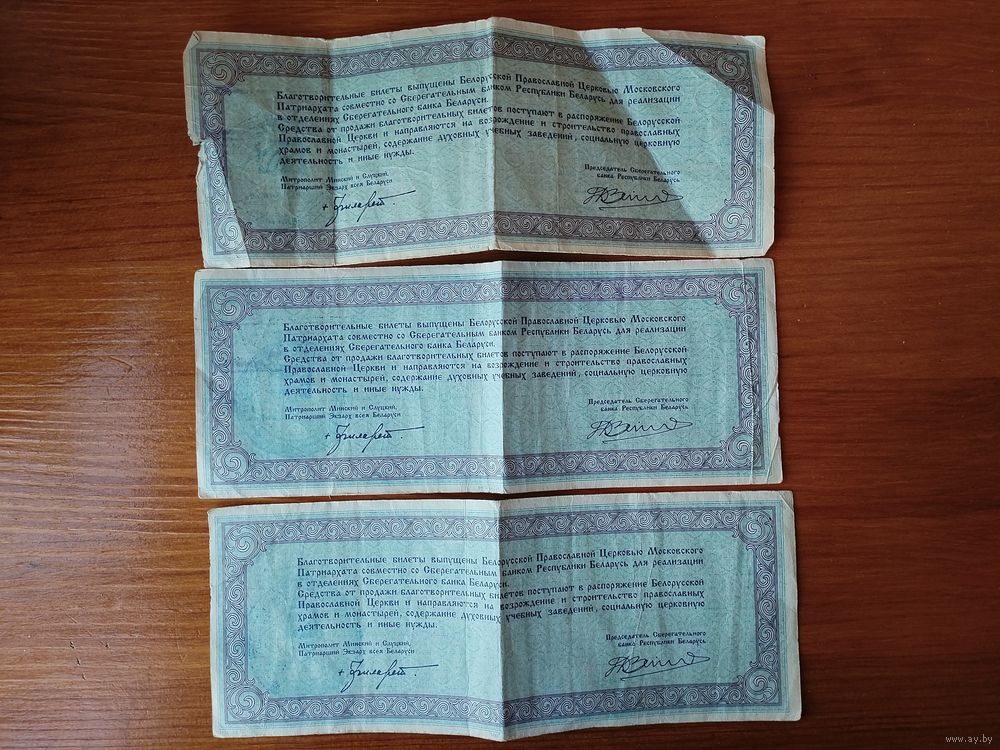 Благотворительные билеты выпущены Белорусской Православной Церковью Московского
Патриархата совместно со Сберегательным банком Республики Беларусь для реализации
в отделениях Сберегательного банка Беларуси.
Средства от продажи благотворительных билетов поступают в распоряжение Белорусской
Православной Церкви и направляются на возрождение и строительство православных
храмов и монастырей, содержание духовных учебных заведений, социальную церковную
деятельность и иные нужды.
Митрополит Минский и Слуцкий,
Патриарший Экзарх всея Беларуси
+ Филарет.
Председатель Сберегательного
банка Республики Беларусь
Благотворительные билеты выпущены Белорусской Православной Церковью Московского
Патриархата совместно со Сберегательным банком Республики Беларусь для реализации
в отделениях Сберегательного банка Беларуси.
Средства от продажи благотворительных билетов поступают в распоряжение Белорусской
Православной Церкви и направляются на возрождение и строительство православных
храмов и монастырей, содержание духовных учебных заведений, социальную церковную
деятельность и иные нужды.
Митрополит Минский и Слуцкий,
Патриарший Экзарх всея Беларуси
+ Филарет.
Председатель Сберегательного
банка Республики Беларусь
Благотворительные билеты выпущены Белорусской Православной Церковью Московского
Патриархата совместно со Сберегательным банком Республики Беларусь для реализации
в отделениях Сберегательного банка Беларуси.
Средства от продажи благотворительных билетов поступают в распоряжение Белорусской
Православной Церкви и направляются на возрождение и строительство православных
храмов и монастырей, содержание духовных учебных заведений, социальную церковную
деятельность и иные нужды.
Митрополит Минский и Слуцкий,
Патриарший Экзарх всея Беларуси
+ Филарет.
Председатель Сберегательного
банка Республики Беларусь
www.ay.by